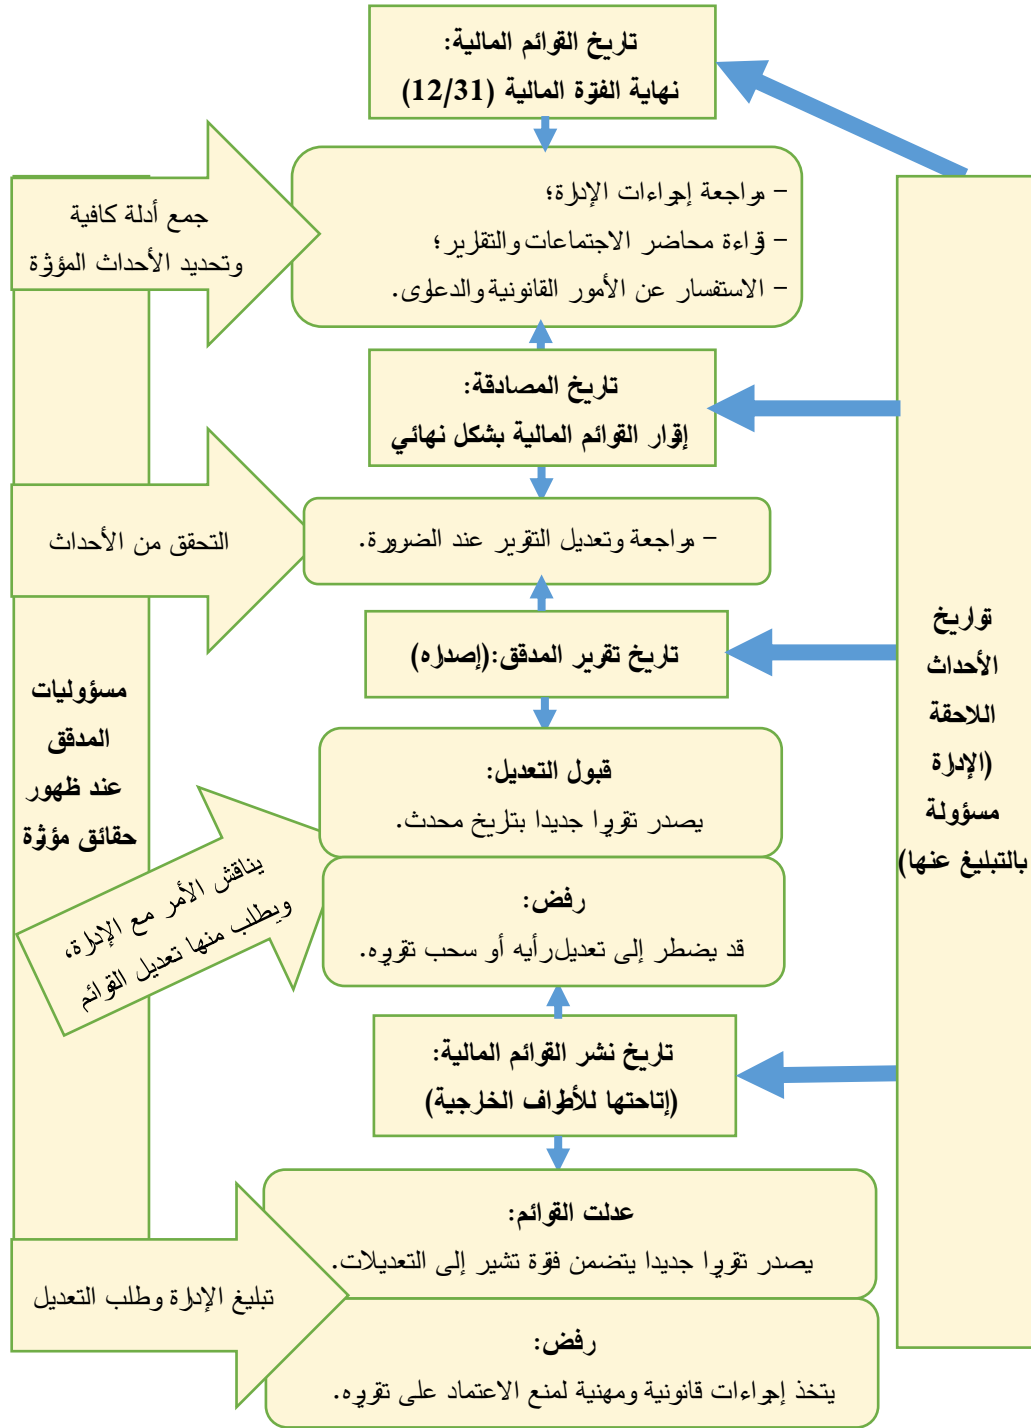 تاريخ القوائم المالية:
نهاية الفترة المالية (12/31)
– مراجعة إجراءات الإدارة؛
– قراءة محاضر الاجتماعات والتقارير؛
– الاستفسار عن الأمور القانونية والدعاوى.
جمع أدلة كافية
وتحديد الأحداث المؤثرة
تاريخ المصادقة:
إقرار القوائم المالية بشكل نهائي
– مراجعة وتعديل التقرير عند الضرورة.
التحقق من الأحداث
تاريخ تقرير المدقق:(إصداره)
تواريخ
الأحداث
اللاحقة
(الإدارة
مسؤولة
بالتبليغ عنها)
مسؤوليات
المدقق
عند ظهور
حقائق مؤثرة
قبول التعديل:
يصدر تقريرا جديدا بتاريخ محدث.
رفض:
قد يضطر إلى تعديل رأيه أو سحب تقريره.
يناقش الأمر مع الإدارة،
ويطلب منها تعديل القوائم
تاريخ نشر القوائم المالية:
(إتاحتها للأطراف الخارجية)
عدلت القوائم:
يصدر تقريرا جديدا يتضمن فقرة تشير إلى التعديلات.
تبليغ الإدارة وطلب التعديل
رفض:
يتخذ إجراءات قانونية ومهنية لمنع الاعتماد على تقريره.